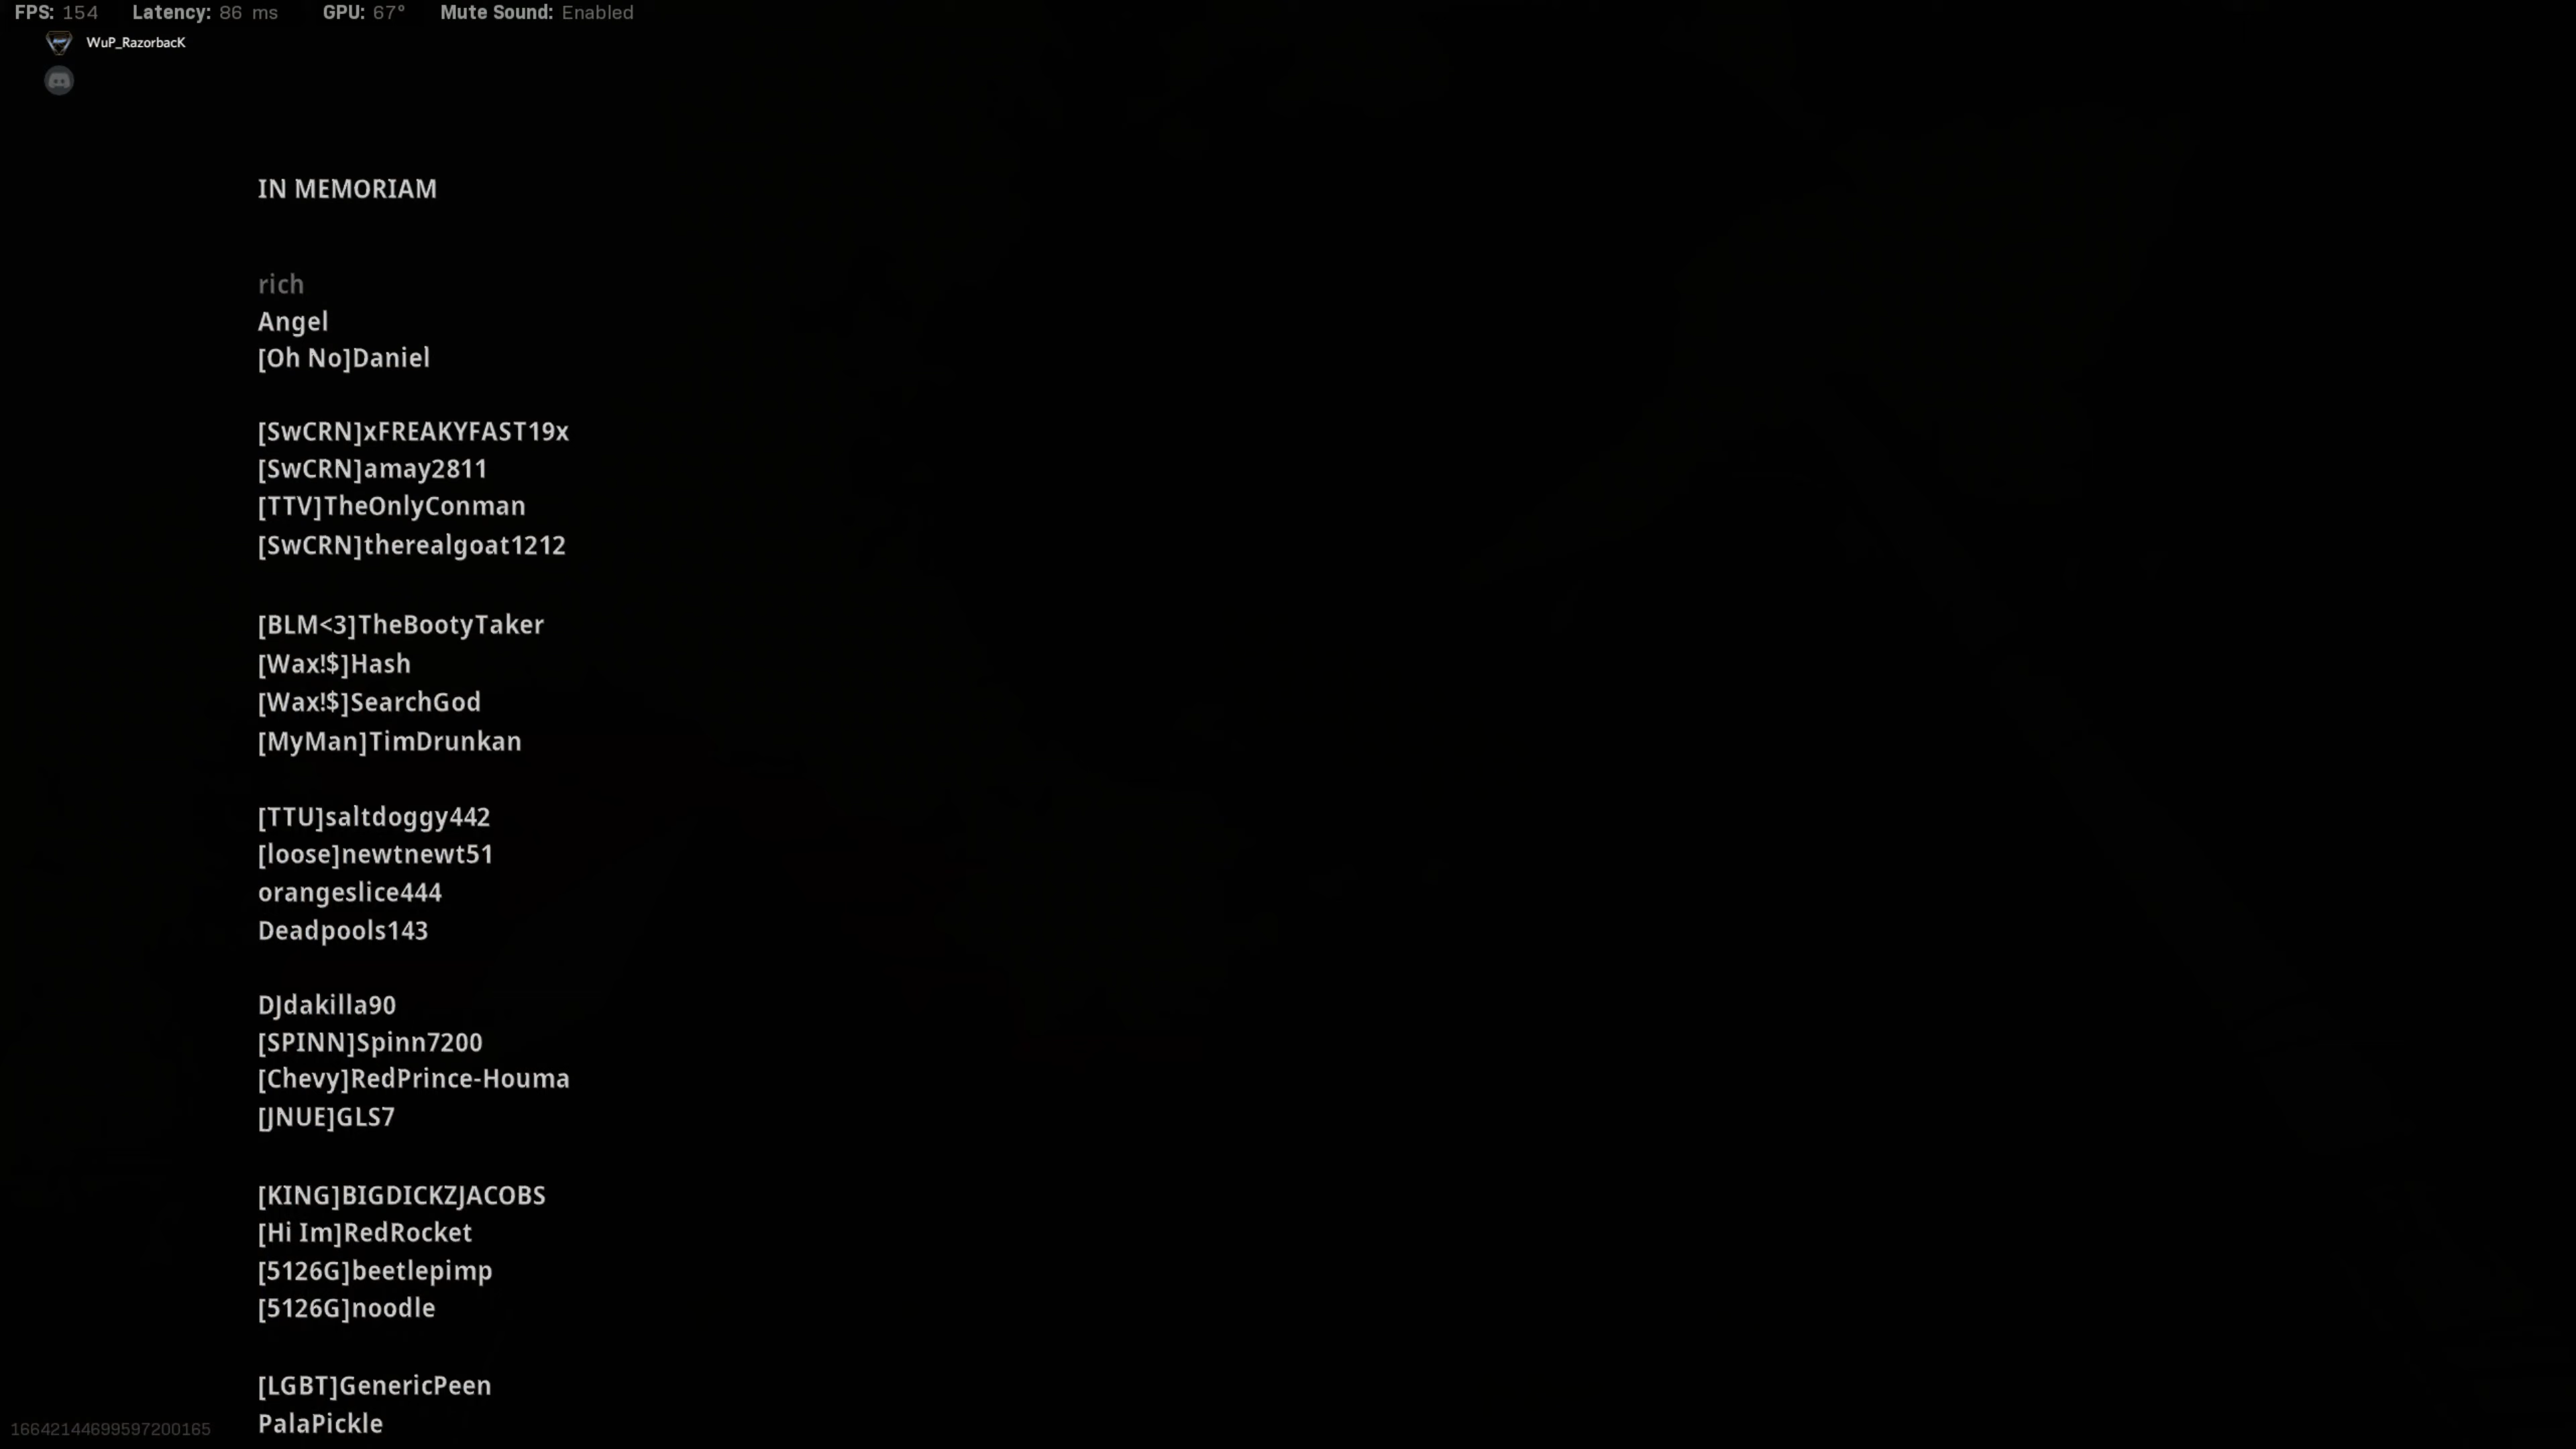 FPS: 154 Latency: 86 ms GPU: 67° Mute Sound: Enabled
WuP_RazorbacK
IN MEMORIAM
rich
Angel
[Oh No]Daniel
[SwCRN]xFREAKYFAST19x
[SwCRN]amay2811
[TTV]TheOnlyConman
[SwCRN]therealgoat1212
[BLM<3]TheBootyTaker
[Wax!$]Hash
[Wax!$]SearchGod
[MyMan]TimDrunkan
[TTU]saltdoggy442
[loose]newtnewt51
orangeslice444
Deadpools143
DJdakilla90
[SPINN]Spinn7200
[Chevy]RedPrince-Houma
[JNUE]GLS7
[KING]BIGDICKZJACOBS
[Hi Im]RedRocket
[5126G]beetlepimp
[5126G]noodle
[LGBT]GenericPeen
PalaPickle
16642144699597200165